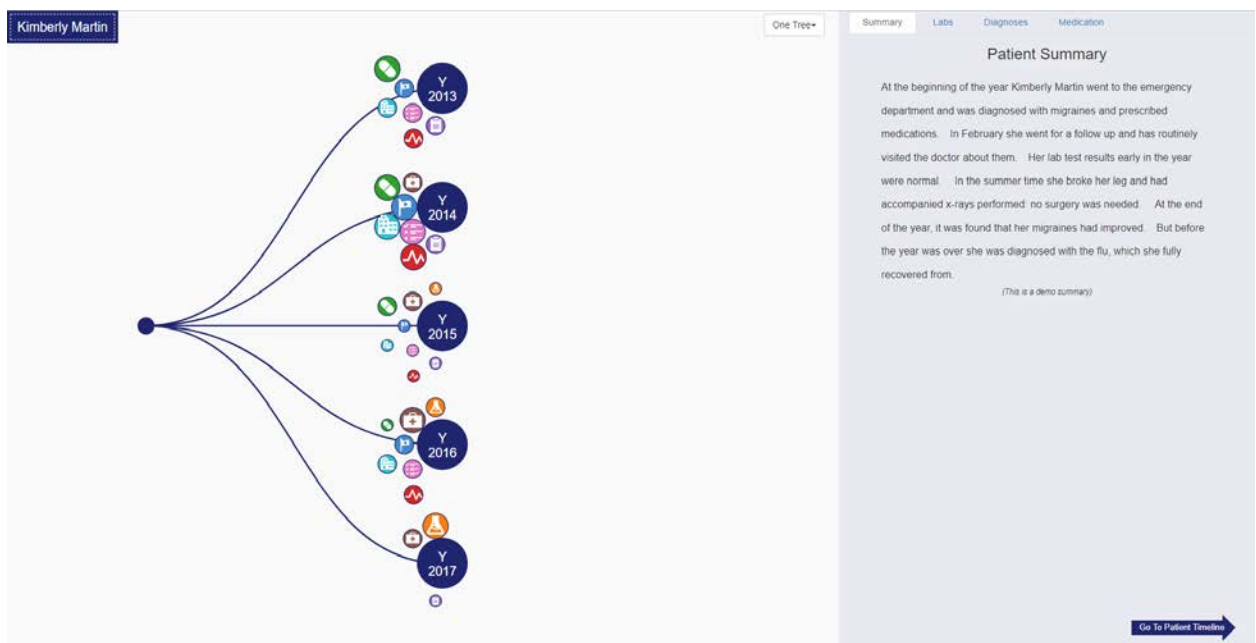 Kimberly Martin
One Tree
Y
2013
Y
2014
Y
2015
Y
2016
Y
2017
Summary
Labs
Diagnoses
Medication
Patient Summary
At the beginning of the year Kimberly Martin went to the emergency
department and was diagnosed with migraines and prescribed
medications. In February she went for a follow up and has routinely
visited the doctor about them. Her lab test results early in the year
were normal. In the summer time she broke her leg and had
accompanied x-rays performed no surgery was needed. At the end
of the year, it was found that her migraines had improved. But before
the year was over she was diagnosed with the flu, which she fully
recovered from.
(This is a demo summary)
Go To Patient Timeline